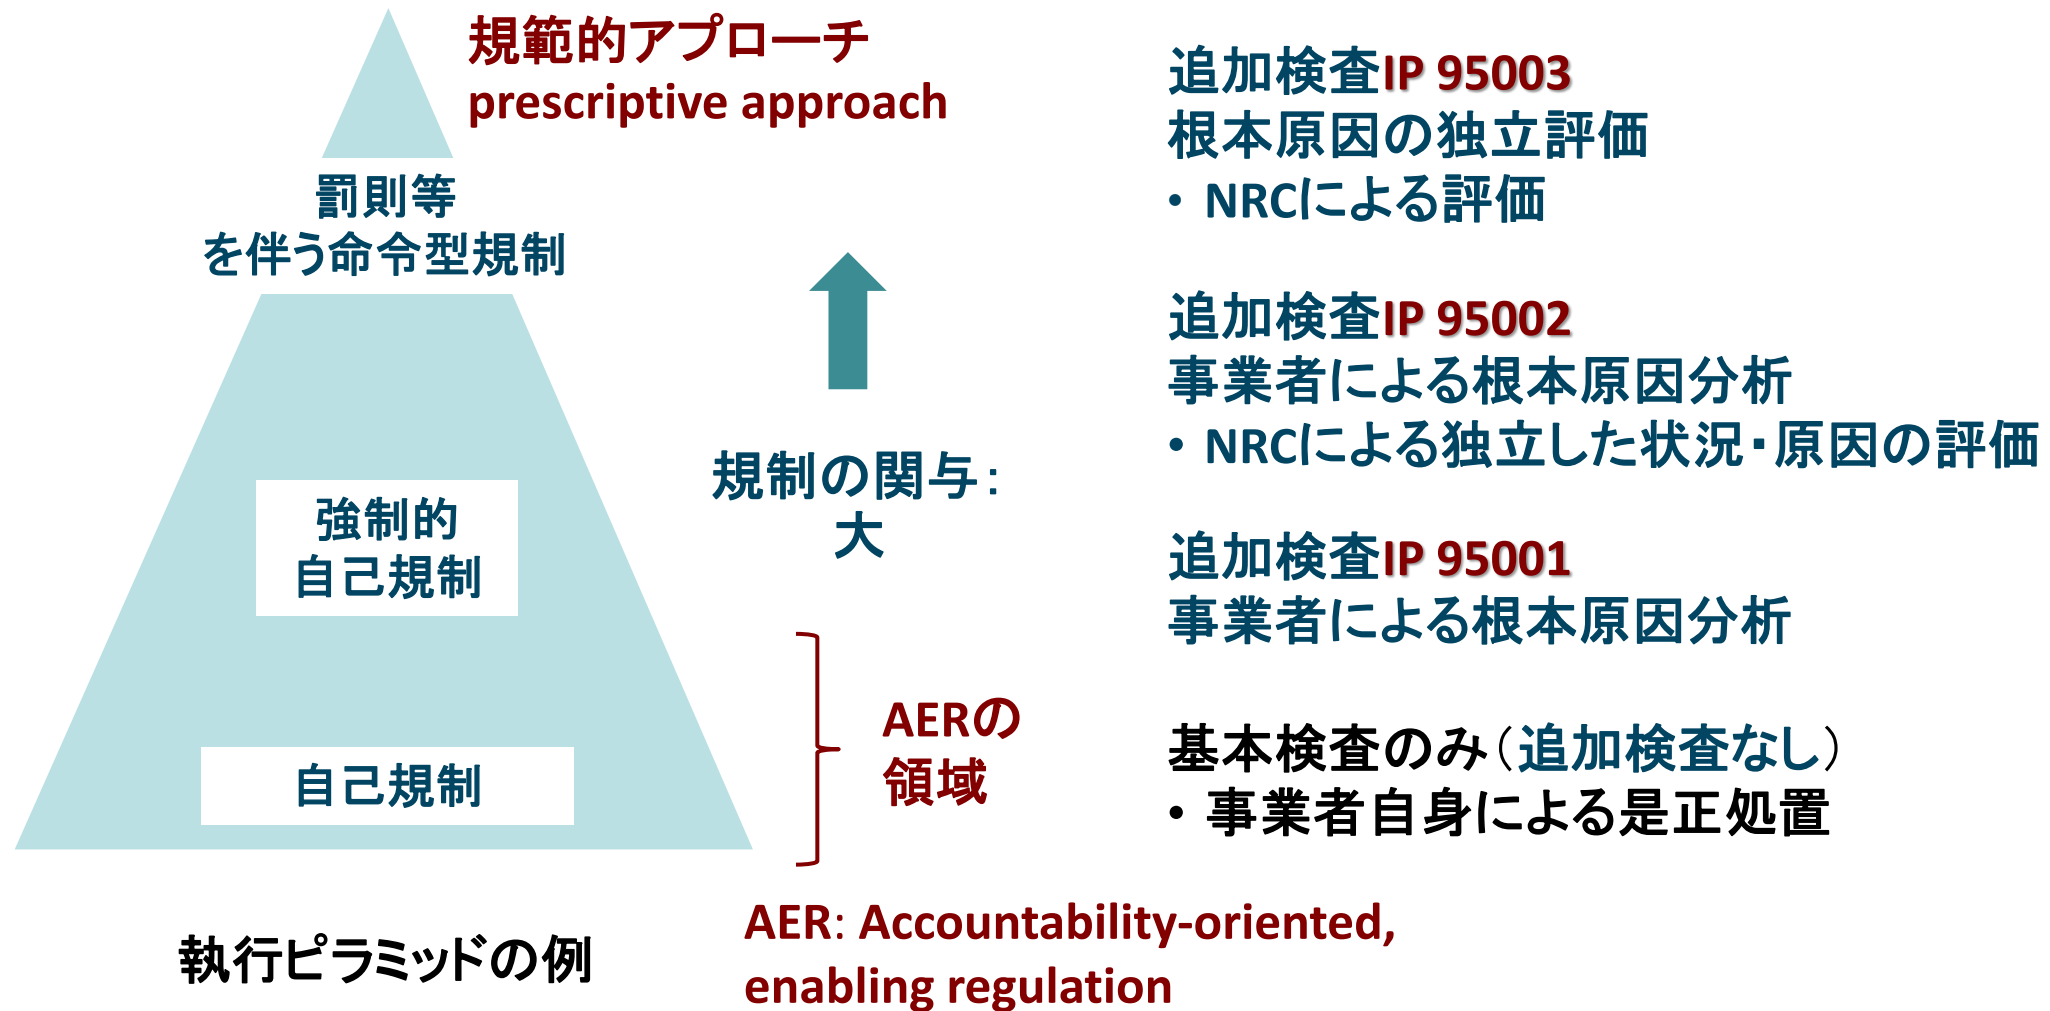 規範的アプローチ
prescriptive approach
罰則等
を伴う命令型規制
強制的
自己規制
自己規制
執行ピラミッドの例
規制の関与：
大
AERの
領域
AER: Accountability-oriented,
enabling regulation
追加検査IP 95003
根本原因の独立評価
• NRCによる評価
追加検査IP 95002
事業者による根本原因分析
• NRCによる独立した状況・原因の評価
追加検査IP 95001
事業者による根本原因分析
基本検査のみ（追加検査なし）
• 事業者自身による是正処置